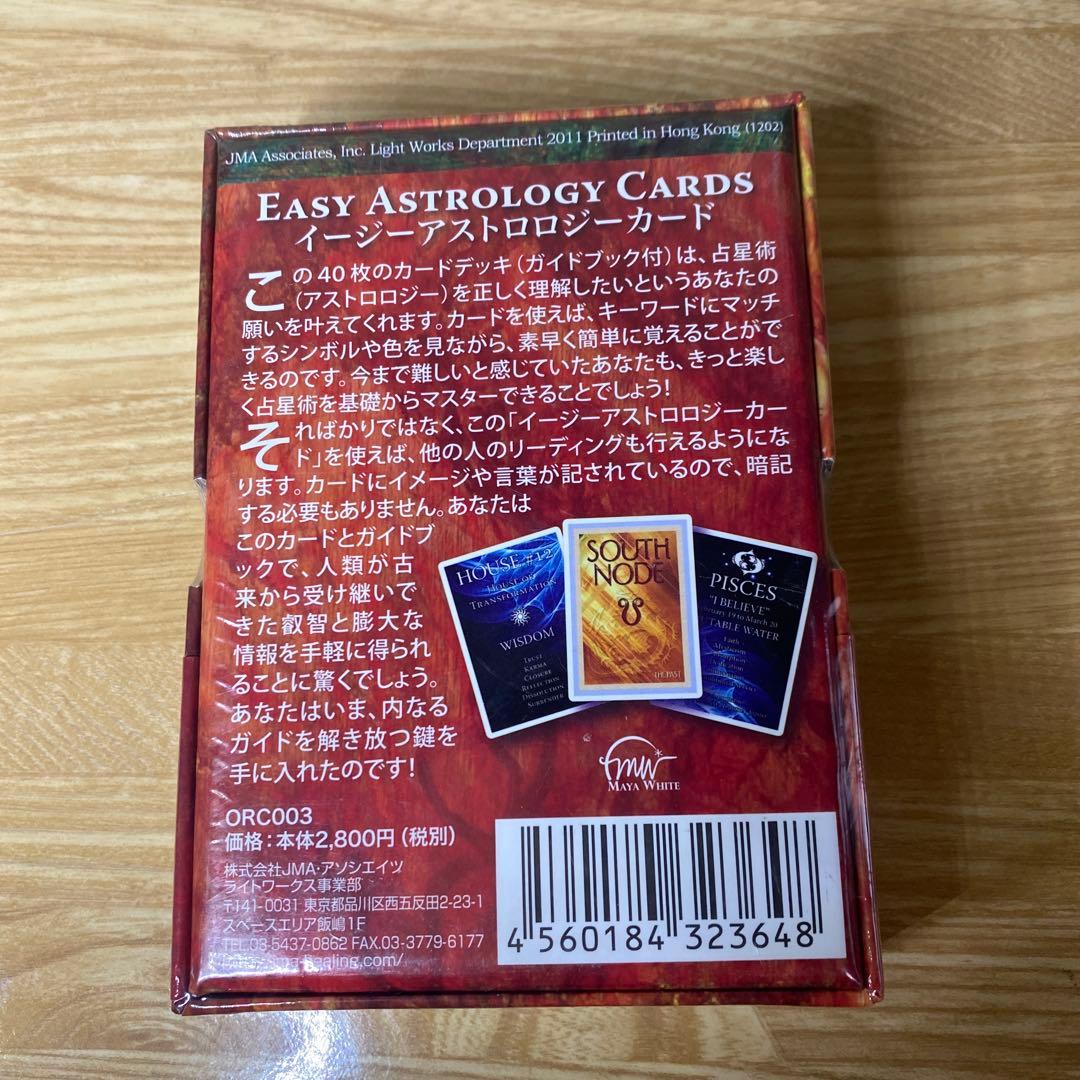 JMA Associates, Inc. Light Works Department 2011 Printed in Hong Kong (1202)
EASY ASTROLOGY CARDS
イージーアストロロジーカード
この40枚のカードデッキ（ガイドブック付）は、占星術
（アストロロジー）を正しく理解したいというあなたの
願いを叶えてくれます。カードを使えば、キーワードにマッチ
するシンボルや色を見ながら、素早く簡単に覚えることがで
きるのです。今まで難しいと感じていたあなたも、きっと楽し
く占星術を基礎からマスターできることでしょう！
そればかりではなく、この「イージーアストロロジーカー
ド」を使えば、他の人のリーディングも行えるようにな
ります。カードにイメージや言葉が記されているので、暗記
する必要もありません。あなたは
このカードとガイドブ
ックで、人類が古
来から受け継いで
きた叡智と膨大な
情報を手軽に得られ
ることに驚くでしょう。
あなたはいま、内なる
ガイドを解き放つ鍵を
手に入れたのです！
HOUSE #12
HOUSE OF
TRANSFORMATION
WISDOM
TRUST
KARMA
CLOSURE
REFLECTION
DISSOLUTION
SURRENDER
SOUTH
NODE
THE PAST
PISCES
"I BELIEVE"
19 to March 20
TABLE WATER
Faith
Mysticism
MAYA WHITE
ORC003
価格：本体2,800円（税別）
株式会社JMA・アソシエイツ
ライトワークス事業部
〒141-0031 東京都品川区西五反田2-23-1
スペースエリア飯嶋1F
TEL.03-5437-0862 FAX.03-3779-6177
4 560184 323648